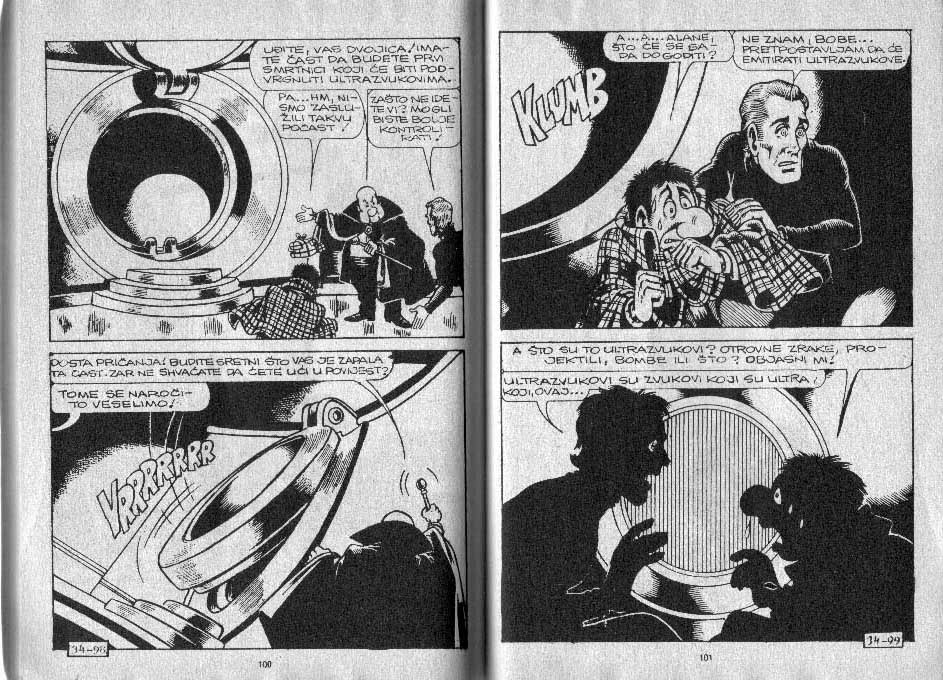 UĐITE, VAS DVOJICA! IMA-
TE ČAST DA BUDETE PRVI
SMRTNICI KOJI ĆE BITI POD-
VRGNUTI ULTRAZVUKOVIMA.
PA...HM, NI-
SMO ZASLU-
ŽILI TAKVU
POČAST!
ZAŠTO NE IDE-
TE VI? MOGLI
BISTE BOLJE
KONTROLI-
RATI!
DOSTA PRIČANJA! BUDITE SRETNI ŠTO VAS JE ZAPALA
TA ČAST. ZAR NE SHVAĆATE DA ĆETE UĆI U POVIJEST?
TOME SE NAROČI-
TO VESELIMO!
VRRRRRRRR
34-98
100
A...A...ALANE,
ŠTO ĆE SE SA-
DA DOGODITI?
NE ZNAM, BOBE...
PRETPOSTAVLJAM DA ĆE
EMITIRATI ULTRAZVUKOVE.
KLUMB
A ŠTO SU TO ULTRAZVUKOVI? OTROVNE ZRAKE, PRO-
JEKTILI, BOMBE ILI ŠTO? OBJASNI MI!
ULTRAZVUKOVI SU ZVUKOVI KOJI SU ULTRA,
KOJI, OVAJ...
34-99
101